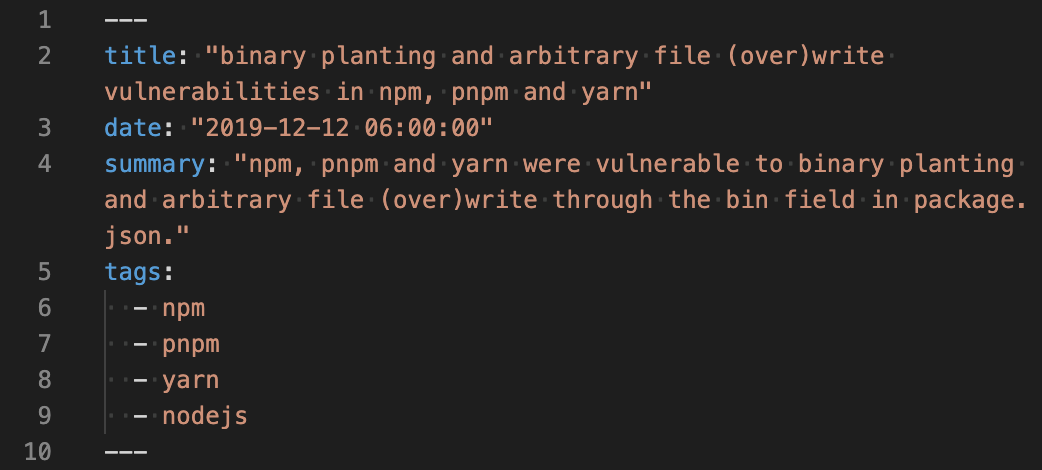 1 ---
2 title: "binary planting and arbitrary file (over)write
vulnerabilities in npm, pnpm and yarn"
3 date: "2019-12-12 06:00:00"
4 summary: "npm, pnpm and yarn were vulnerable to binary planting
and arbitrary file (over)write through the bin field in package.
json."
5 tags:
6 - npm
7 - pnpm
8 - yarn
9 - nodejs
10 ---